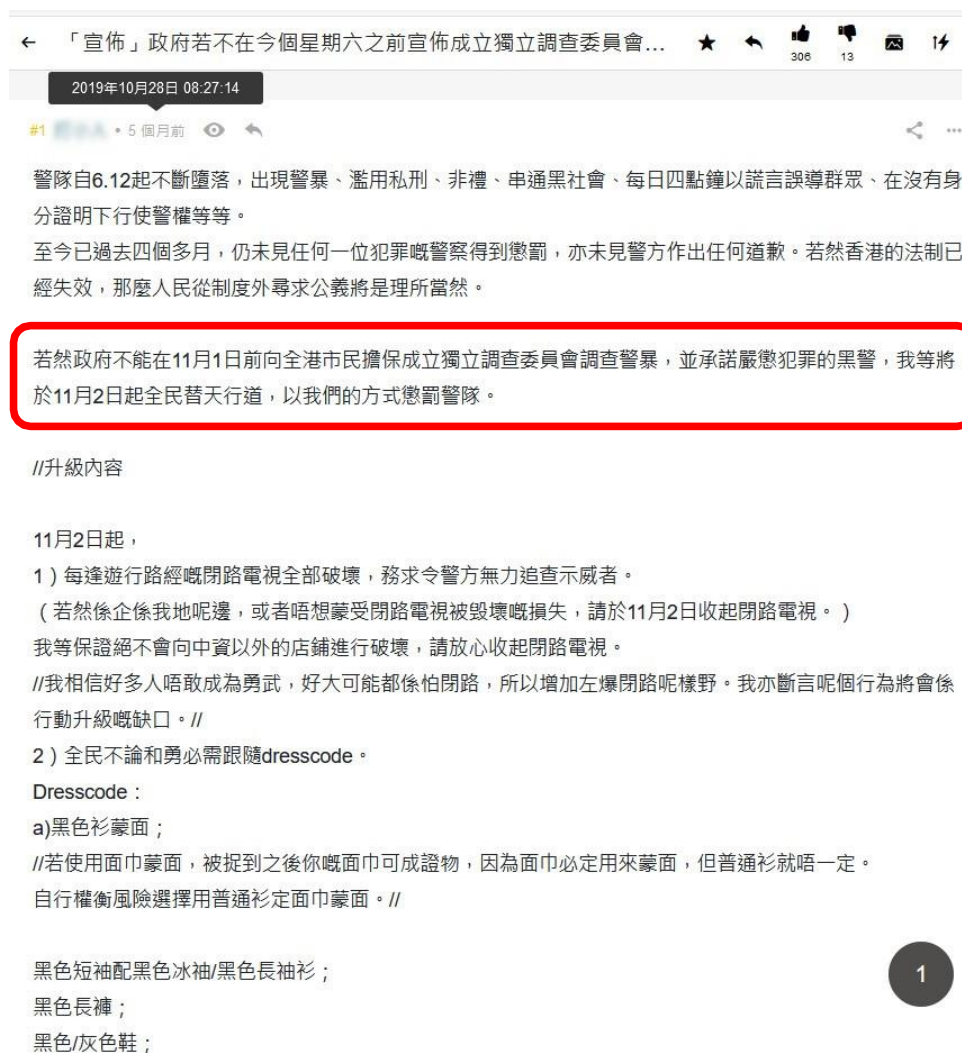 「宣佈」政府若不在今個星期六之前宣佈成立獨立調查委員會...
306
13
2019年10月28日 08:27:14
#1
• 5 個月前
警隊自6.12起不斷墮落，出現警暴、濫用私刑、非禮、串通黑社會、每日四點鐘以謊言誤導群眾、在沒有身
分證明下行使警權等等。
至今已過去四個多月，仍未見任何一位犯罪嘅警察得到懲罰，亦未見警方作出任何道歉。若然香港的法制已
經失效，那麼人民從制度外尋求公義將是理所當然。
若然政府不能在11月1日前向全港市民擔保成立獨立調查委員會調查警暴，並承諾嚴懲犯罪的黑警，我等將
於11月2日起全民替天行道，以我們的方式懲罰警隊。
//升級內容
11月2日起，
1）每逢遊行路經嘅閉路電視全部破壞，務求令警方無力追查示威者。
（若然係企係我地呢邊，或者唔想蒙受閉路電視被毀壞嘅損失，請於11月2日收起閉路電視。）
我等保證絕不會向中資以外的店鋪進行破壞，請放心收起閉路電視。
//我相信好多人唔敢成為勇武，好大可能都係怕閉路，所以增加左爆閉路呢樣野。我亦斷言呢個行為將會係
行動升級嘅缺口。//
2）全民不論和勇必需跟隨dresscode。
Dresscode：
a)黑色衫蒙面；
//若使用面巾蒙面，被捉到之後你嘅面巾可成證物，因為面巾必定用來蒙面，但普通衫就唔一定。
自行權衡風險選擇用普通衫定面巾蒙面。//
黑色短袖配黑色冰袖/黑色長袖衫；
1
黑色長褲；
黑色/灰色鞋；